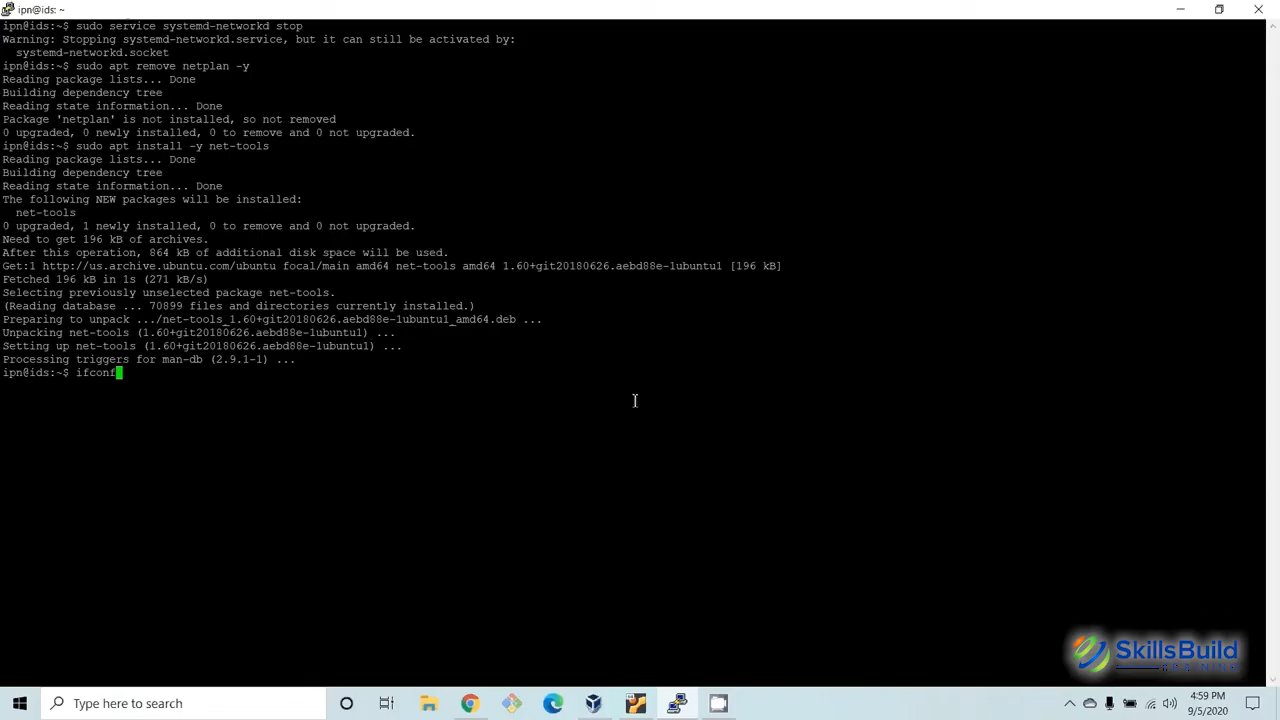 ipn@ids: ~
ipn@ids:~$ sudo service systemd-networkd stop
Warning: Stopping systemd-networkd.service, but it can still be activated by:
  systemd-networkd.socket
ipn@ids:~$ sudo apt remove netplan -y
Reading package lists... Done
Building dependency tree
Reading state information... Done
Package 'netplan' is not installed, so not removed
0 upgraded, 0 newly installed, 0 to remove and 0 not upgraded.
ipn@ids:~$ sudo apt install -y net-tools
Reading package lists... Done
Building dependency tree
Reading state information... Done
The following NEW packages will be installed:
  net-tools
0 upgraded, 1 newly installed, 0 to remove and 0 not upgraded.
Need to get 196 kB of archives.
After this operation, 864 kB of additional disk space will be used.
Get:1 http://us.archive.ubuntu.com/ubuntu focal/main amd64 net-tools amd64 1.60+git20180626.aebd88e-1ubuntu1 [196 kB]
Fetched 196 kB in 1s (271 kB/s)
Selecting previously unselected package net-tools.
(Reading database ... 70899 files and directories currently installed.)
Preparing to unpack .../net-tools_1.60+git20180626.aebd88e-1ubuntu1_amd64.deb ...
Unpacking net-tools (1.60+git20180626.aebd88e-1ubuntu1) ...
Setting up net-tools (1.60+git20180626.aebd88e-1ubuntu1) ...
Processing triggers for man-db (2.9.1-1) ...
ipn@ids:~$ ifconf
SkillsBuild
Type here to search
4:59 PM
9/5/2020